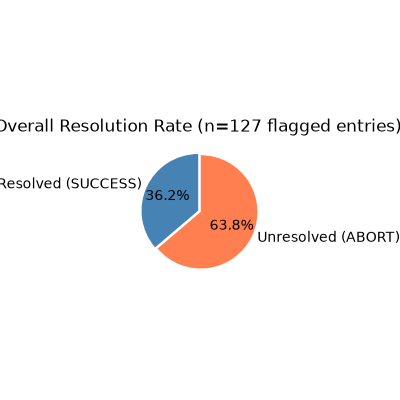 Overall Resolution Rate (n=127 flagged entries)
Resolved (SUCCESS)
36.2%
63.8%
Unresolved (ABORT)